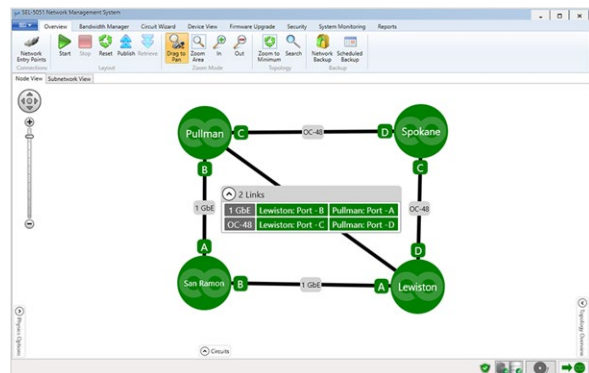 SEL-5051 Network Management System
SEL
Overview Bandwidth Manager Circuit Wizard Device View Firmware Upgrade Security System Monitoring Reports
Network Entry Points
Start
Stop
Reset
Publish
Retrieve
Drag to Pan
Zoom Area
In
Out
Zoom to Minimum
Search
Network Backup
Scheduled Backup
Connections Layout Zoom Mode Topology Backup
Node View Subnetwork View
Pullman C OC-48 D Spokane
B C
2 Links
1 GbE Lewiston: Port - B Pullman: Port - A
OC-48 Lewiston: Port - C Pullman: Port - D
1 GbE OC-48
A D
San Ramon B 1 GbE A Lewiston
Physics Options
Topology Overview
Circuits